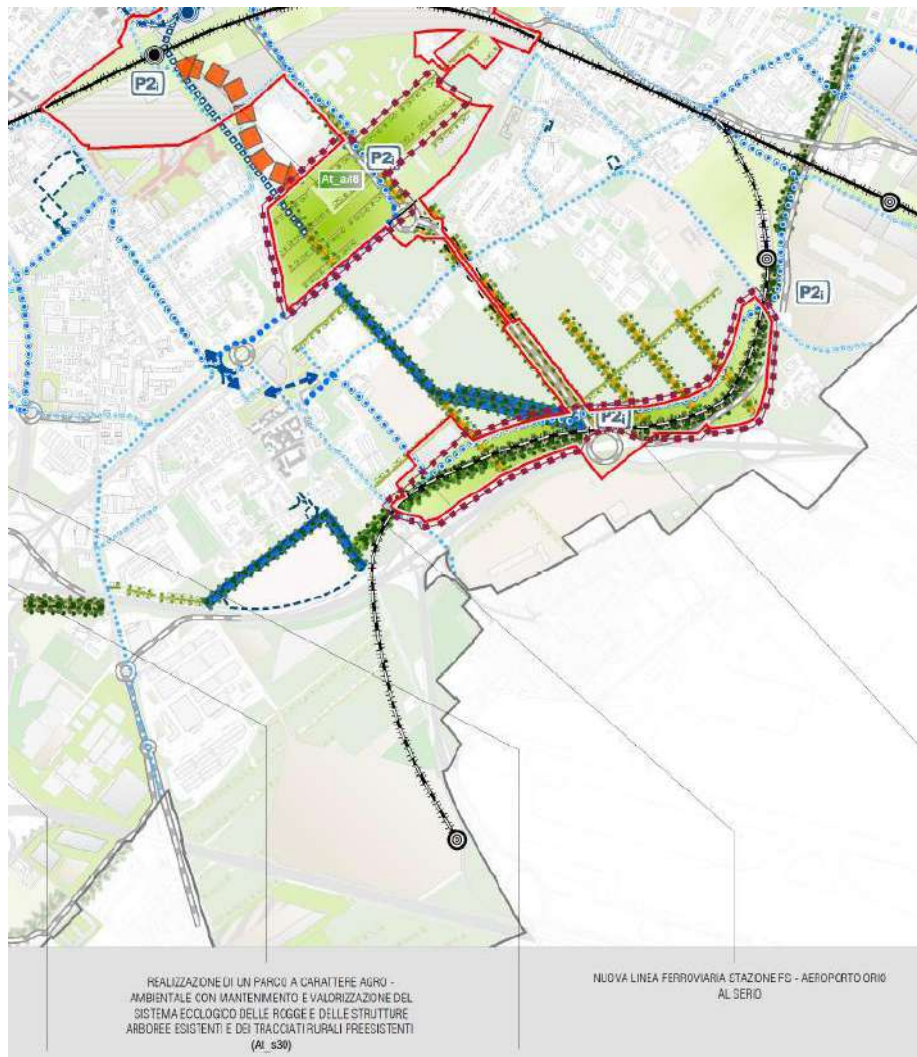 P2i
P2i
At_a/18
P2i
P2i
REALIZZAZIONE DI UN PARCO A CARATTERE AGRO -
AMBIENTALE CON MANTENIMENTO E VALORIZZAZIONE DEL
SISTEMA ECOLOGICO DELLE ROGGE E DELLE STRUTTURE
ARBOREE ESISTENTI E DEI TRACCIATI RURALI PREESISTENTI
(At_s30)
NUOVA LINEA FERROVIARIA STAZIONE FS - AEROPORTO ORIO
AL SERIO